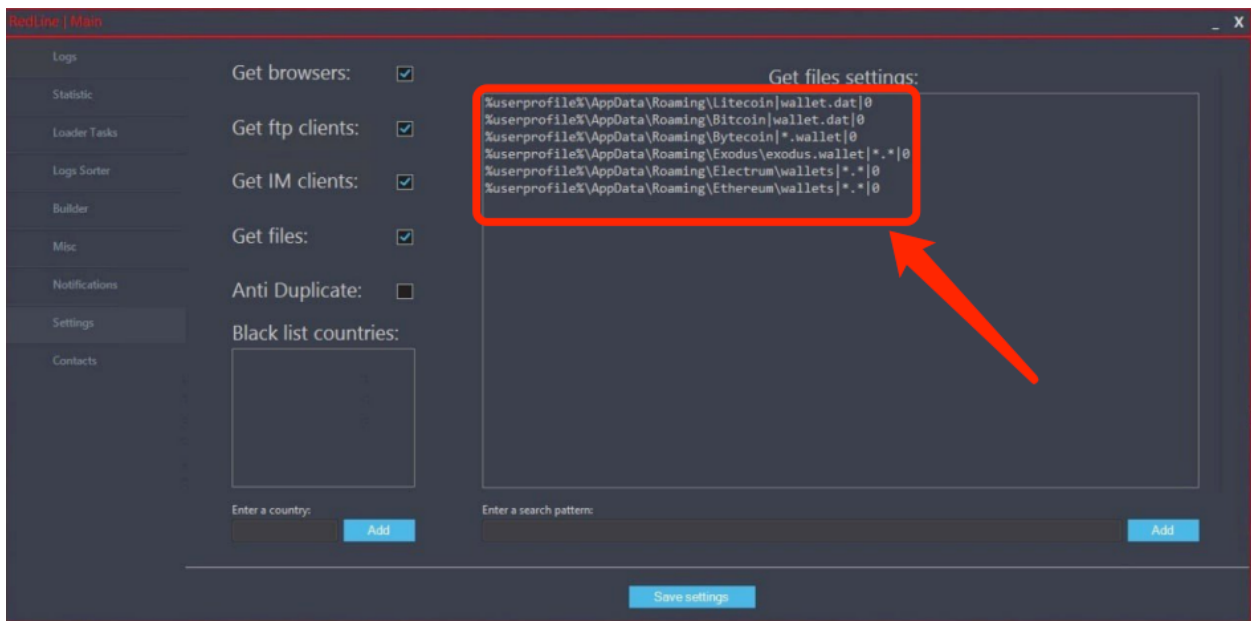 RedLine | Main
_ X
Logs
Statistic
Loader Tasks
Logs Sorter
Builder
Misc
Notifications
Settings
Contacts
Get browsers:
Get ftp clients:
Get IM clients:
Get files:
Anti Duplicate:
Black list countries:
Enter a country:
Add
Get files settings:
%userprofile%\AppData\Roaming\Litecoin|wallet.dat|0
%userprofile%\AppData\Roaming\Bitcoin|wallet.dat|0
%userprofile%\AppData\Roaming\Bytecoin|*.wallet|0
%userprofile%\AppData\Roaming\Exodus\exodus.wallet|*.*|0
%userprofile%\AppData\Roaming\Electrum\wallets|*.*|0
%userprofile%\AppData\Roaming\Ethereum\wallets|*.*|0
Enter a search pattern:
Add
Save settings